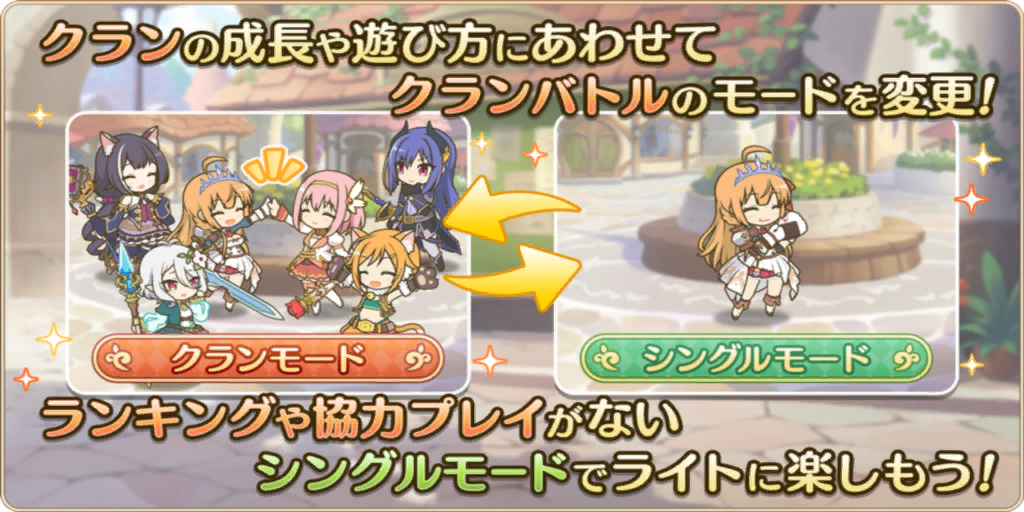 クランの成長や遊び方にあわせて
クランバトルのモードを変更!
クランモード
シングルモード
ランキングや協力プレイがない
シングルモードでライトに楽しもう!